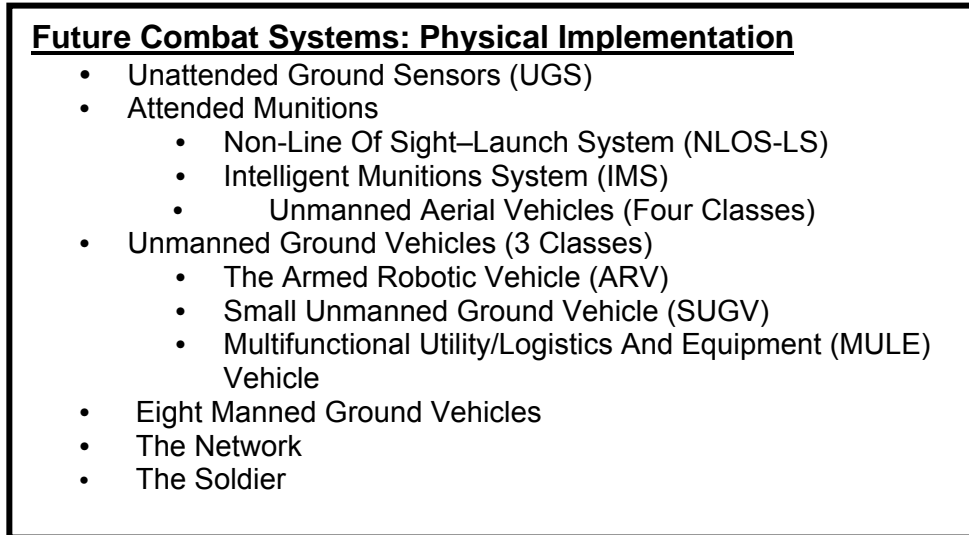 Future Combat Systems: Physical Implementation
• Unattended Ground Sensors (UGS)
• Attended Munitions
• Non-Line Of Sight–Launch System (NLOS-LS)
• Intelligent Munitions System (IMS)
• Unmanned Aerial Vehicles (Four Classes)
• Unmanned Ground Vehicles (3 Classes)
• The Armed Robotic Vehicle (ARV)
• Small Unmanned Ground Vehicle (SUGV)
• Multifunctional Utility/Logistics And Equipment (MULE)
Vehicle
• Eight Manned Ground Vehicles
• The Network
• The Soldier